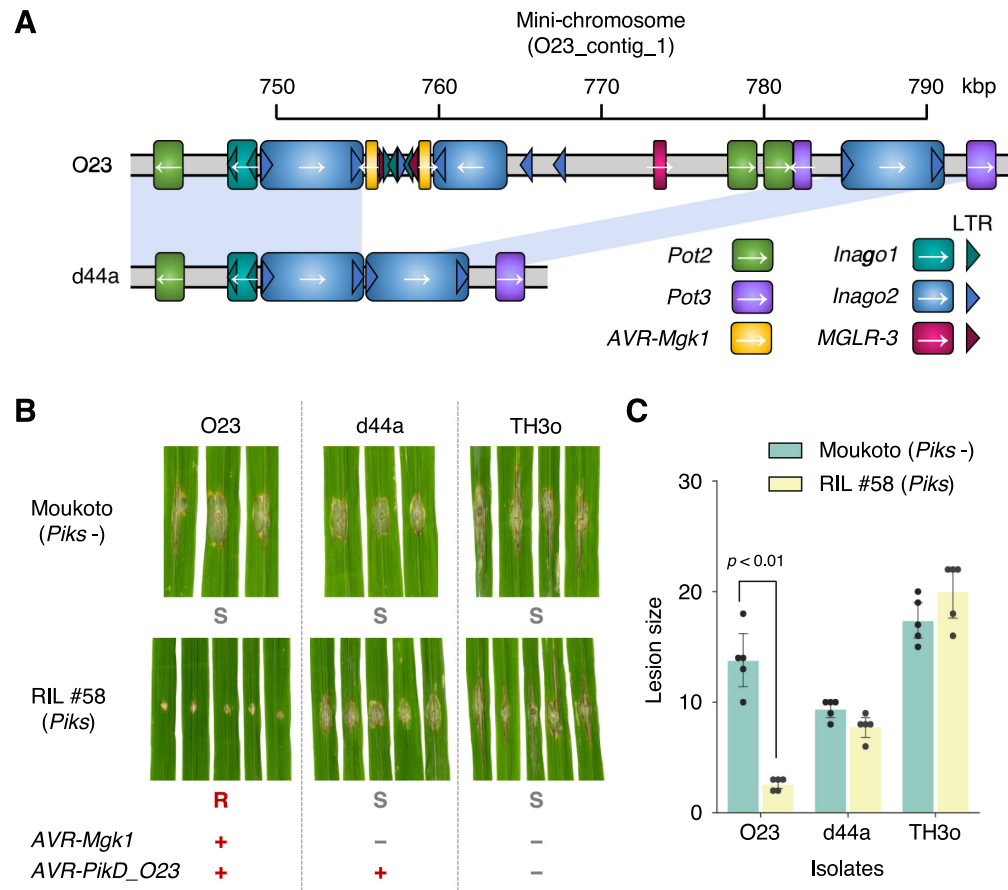 A
Mini-chromosome
(O23_contig_1)
750 760 770 780 790 kbp
O23
d44a
LTR
Pot2 Inago1
Pot3 Inago2
AVR-Mgk1 MGLR-3
B
O23 d44a TH3o
Moukoto
(Piks -)
S S S
RIL #58
(Piks)
R S S
AVR-Mgk1 + – –
AVR-PikD_O23 + + –
C
Moukoto (Piks -)
RIL #58 (Piks)
30
p < 0.01
20
Lesion size
10
0
O23 d44a TH3o
Isolates